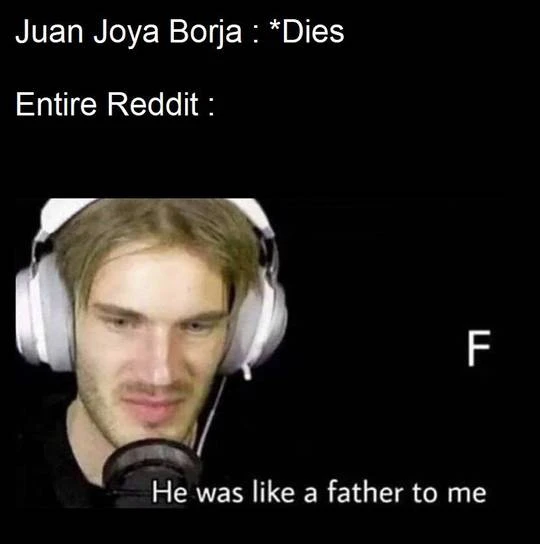 Juan Joya Borja : *Dies
Entire Reddit :
F
He was like a father to me